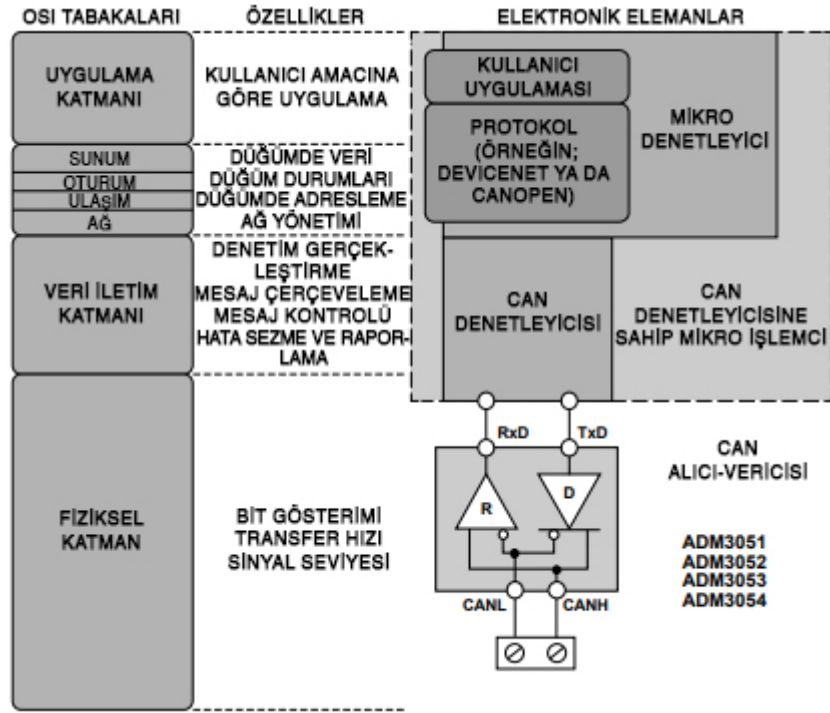 OSI TABAKALARI
ÖZELLİKLER
ELEKTRONİK ELEMANLAR
UYGULAMA
KATMANI
KULLANICI AMACINA
GÖRE UYGULAMA
KULLANICI
UYGULAMASI
MİKRO
DENETLEYİCİ
PROTOKOL
(ÖRNEĞİN;
DEVICENET YA DA
CANOPEN)
SUNUM
OTURUM
ULAŞIM
AĞ
DÜĞÜMDE VERİ
DÜĞÜM DURUMLARI
DÜĞÜMDE ADRESLEME
AĞ YÖNETİMİ
VERİ İLETİM
KATMANI
DENETİM GERÇEK-
LEŞTİRME
MESAJ ÇERÇEVELEME
MESAJ KONTROLÜ
HATA SEZME VE RAPOR-
LAMA
CAN
DENETLEYİCİSİ
CAN
DENETLEYİCİSİNE
SAHİP MİKRO İŞLEMCİ
FİZİKSEL
KATMAN
BİT GÖSTERİMİ
TRANSFER HIZI
SİNYAL SEVİYESİ
RxD
TxD
R
D
CANL
CANH
CAN
ALICI-VERİCİSİ
ADM3051
ADM3052
ADM3053
ADM3054